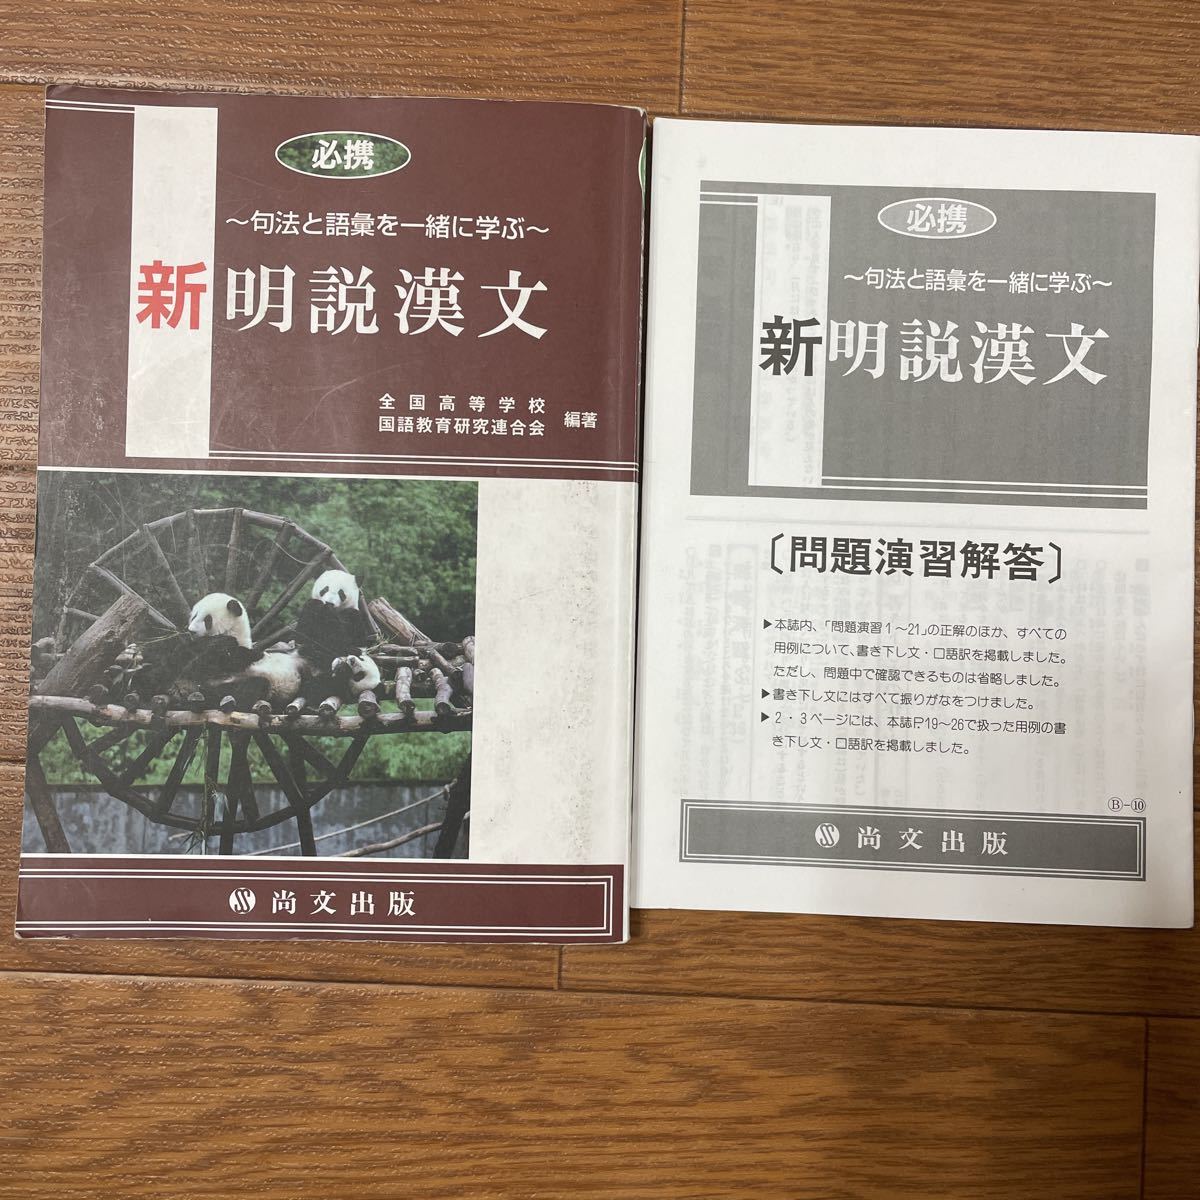 必携
～句法と語彙を一緒に学ぶ～
新明説漢文
全国高等学校
国語教育研究連合会
編著
尚文出版
必携
～句法と語彙を一緒に学ぶ～
新明説漢文
〔問題演習解答〕
▶本誌内、「問題演習1～21」の正解のほか、すべての
用例について、書き下し文・口語訳を掲載しました。
ただし、問題中で確認できるものは省略しました。
▶書き下し文にはすべて振りがなをつけました。
▶2・3ページには、本誌P.19～26で扱った用例の書
き下し文・口語訳を掲載しました。
Ⓑ-⑩
尚文出版